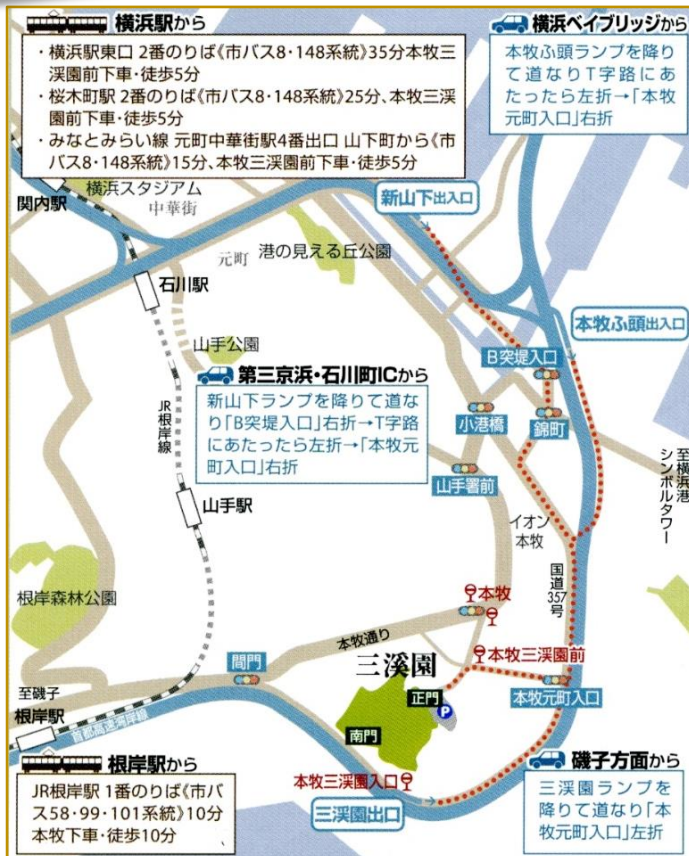 横浜駅から
・横浜駅東口 2番のりば《市バス8・148系統》35分本牧三
渓園前下車・徒歩5分
・桜木町駅 2番のりば《市バス8・148系統》25分、本牧三渓
園前下車・徒歩5分
・みなとみらい線 元町中華街駅4番出口 山下町から《市
バス8・148系統》15分、本牧三渓園前下車・徒歩5分
横浜ベイブリッジから
本牧ふ頭ランプを降り
て道なりT字路にあ
たったら左折→「本牧
元町入口」右折
横浜スタジアム
関内駅
中華街
新山下出入口
元町
港の見える丘公園
石川駅
本牧ふ頭出入口
山手公園
B突堤入口
第三京浜・石川町ICから
新山下ランプを降りて道な
り「B突堤入口」右折→T字路
にあたったら左折→「本牧元
町入口」右折
JR根岸線
小港橋
錦町
山手署前
至横浜港
シンボルタワー
山手駅
イオン
本牧
国道357号
根岸森林公園
本牧
本牧通り
間門
三溪園
本牧三溪園前
正門
P
本牧元町入口
至磯子
根岸駅
首都高速湾岸線
南門
根岸駅から
JR根岸駅 1番のりば《市バ
ス58・99・101系統》10分
本牧下車・徒歩10分
本牧三溪園入口
三溪園出口
磯子方面から
三溪園ランプを
降りて道なり「本
牧元町入口」左折